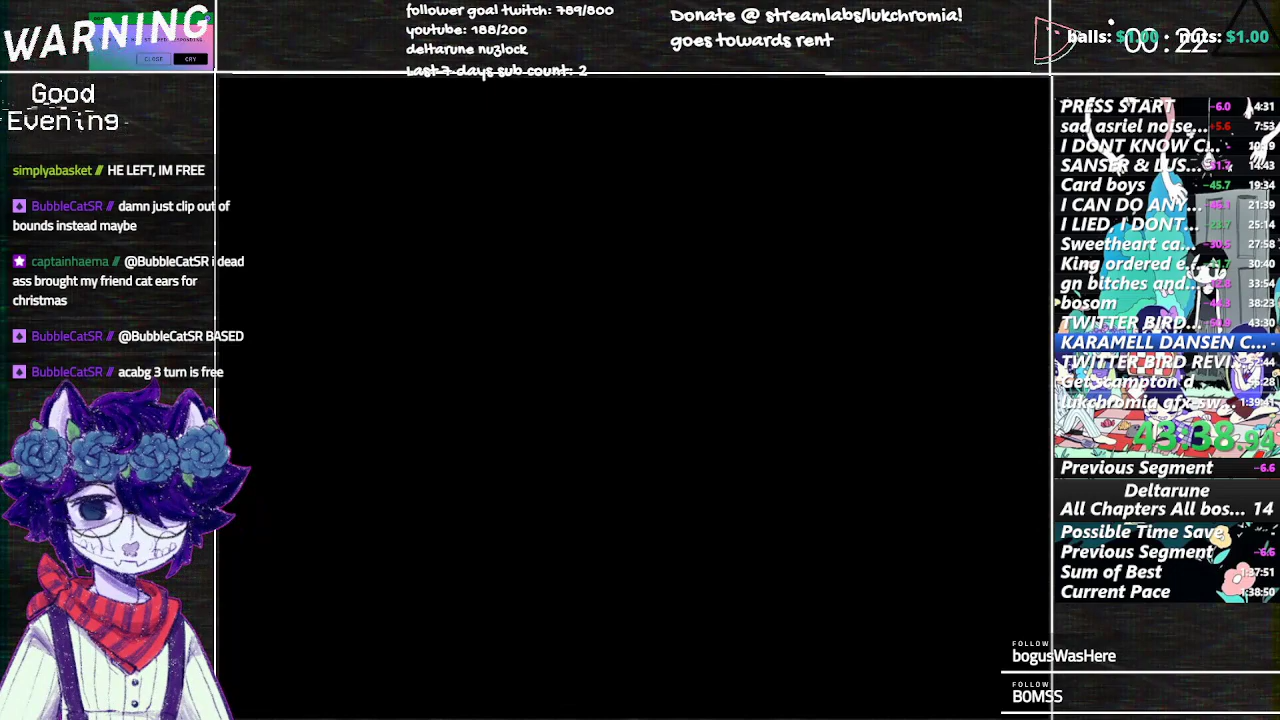 WARNING
CLOSE
CRY
follower goal twitch: 789/800
youtube: 188/200
deltarune nuzlock
Last 7 days sub count: 2
Donate @ streamlabs/lukchromia!
goes towards rent
balls: $1.00
nuts: $1.00
00:22
Good
Evening
simplyabasket // HE LEFT, IM FREE
BubbleCatSR // damn just clip out of
bounds instead maybe
captainhaema // @BubbleCatSR i dead
ass brought my friend cat ears for
christmas
BubbleCatSR // @BubbleCatSR BASED
BubbleCatSR // acabg 3 turn is free
PRESS START -6.0 4:31
sad asriel noise... +5.6 7:53
I DONT KNOW C...
SANSER & LUS... 14:43
Card boys -45.7 19:34
I CAN DO ANY... 21:39
I LIED, I DONT... 25:14
Sweetheart ca... -30.5 27:58
King ordered e... 30:40
gn bitches and... 33:54
bosom 38:23
TWITTER BIRD... 43:30
KARAMELL DANSEN C... -
TWITTER BIRD REVI...
Get scampton d
lukchromia gfx sw...
43:38.94
Previous Segment -6.6
Deltarune
All Chapters All bos... 14
Possible Time Save -
Previous Segment -6.6
Sum of Best 1:37:51
Current Pace 1:38:50
FOLLOW
bogusWasHere
FOLLOW
B0MSS